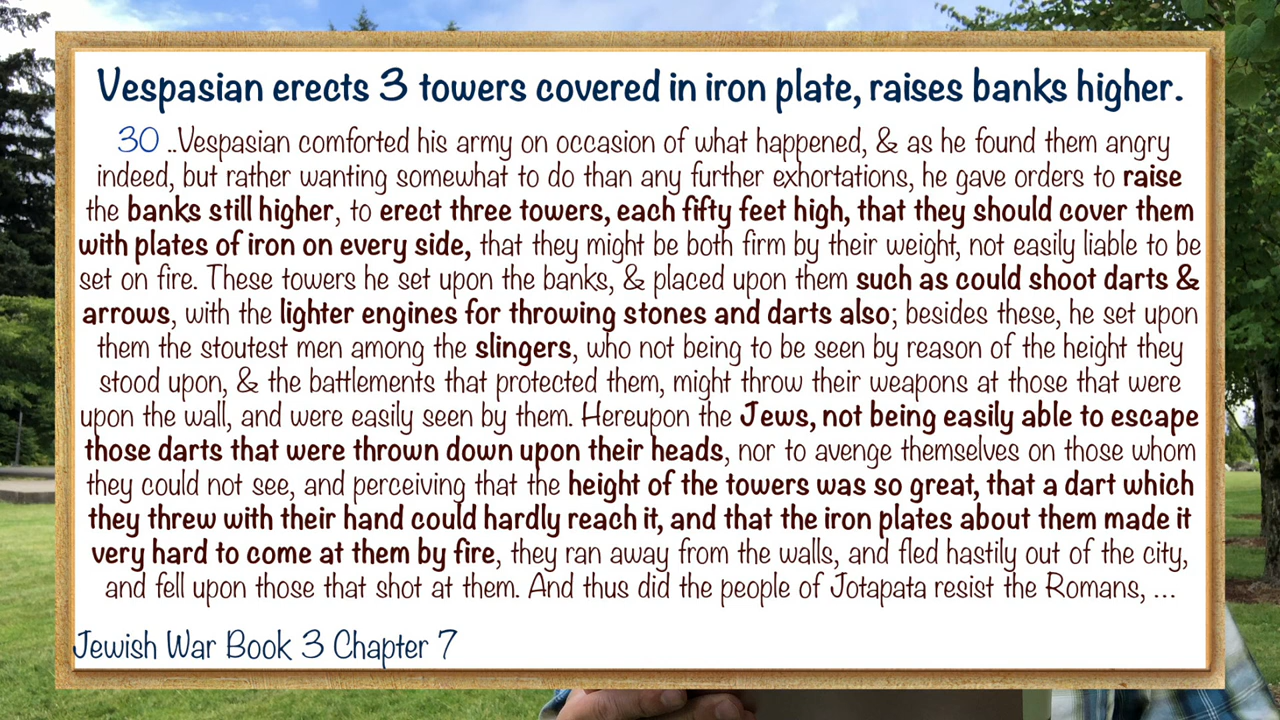 Vespasian erects 3 towers covered in iron plate, raises banks higher.
30 ..Vespasian comforted his army on occasion of what happened, & as he found them angry
indeed, but rather wanting somewhat to do than any further exhortations, he gave orders to raise
the banks still higher, to erect three towers, each fifty feet high, that they should cover them
with plates of iron on every side, that they might be both firm by their weight, not easily liable to be
set on fire. These towers he set upon the banks, & placed upon them such as could shoot darts &
arrows, with the lighter engines for throwing stones and darts also; besides these, he set upon
them the stoutest men among the slingers, who not being to be seen by reason of the height they
stood upon, & the battlements that protected them, might throw their weapons at those that were
upon the wall, and were easily seen by them. Hereupon the Jews, not being easily able to escape
those darts that were thrown down upon their heads, nor to avenge themselves on those whom
they could not see, and perceiving that the height of the towers was so great, that a dart which
they threw with their hand could hardly reach it, and that the iron plates about them made it
very hard to come at them by fire, they ran away from the walls, and fled hastily out of the city,
and fell upon those that shot at them. And thus did the people of Jotapata resist the Romans, ...
Jewish War Book 3 Chapter 7